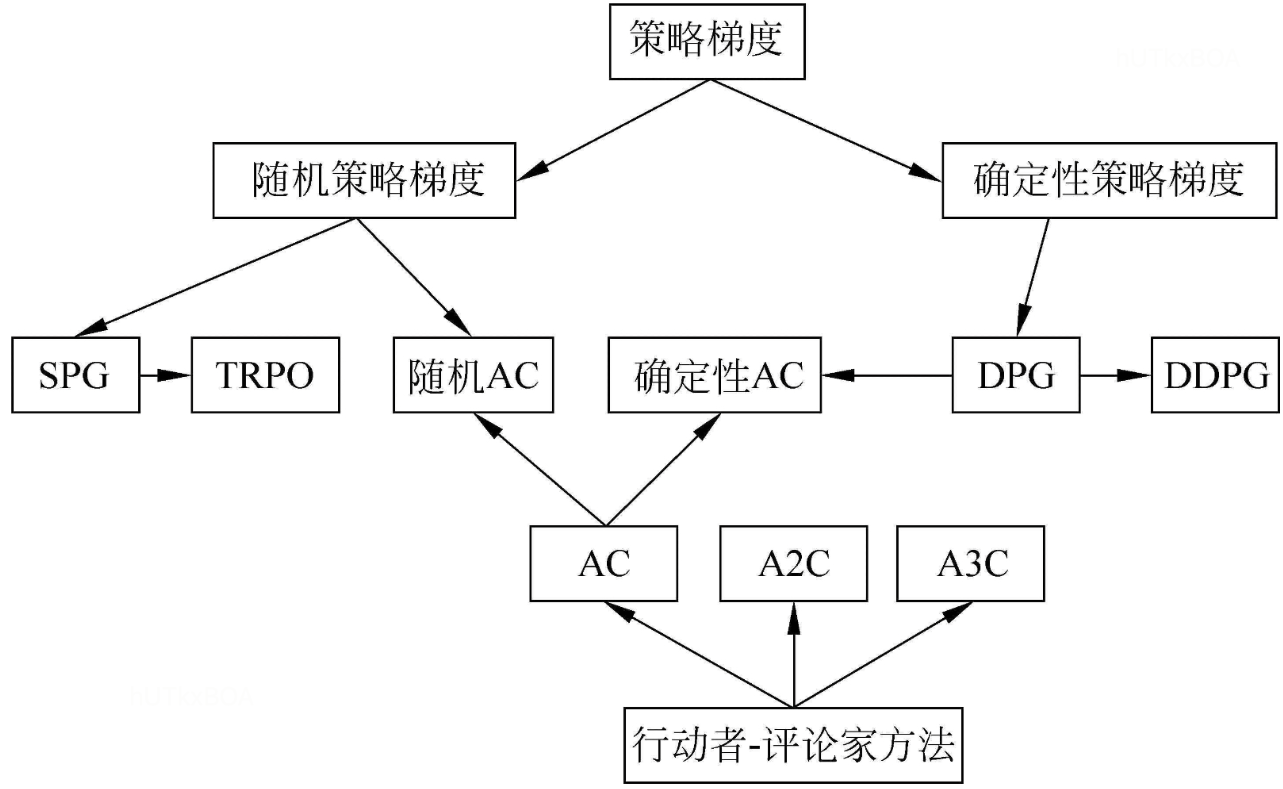 策略梯度
随机策略梯度
确定性策略梯度
SPG
TRPO
随机AC
确定性AC
DPG
DDPG
AC
A2C
A3C
行动者-评论家方法